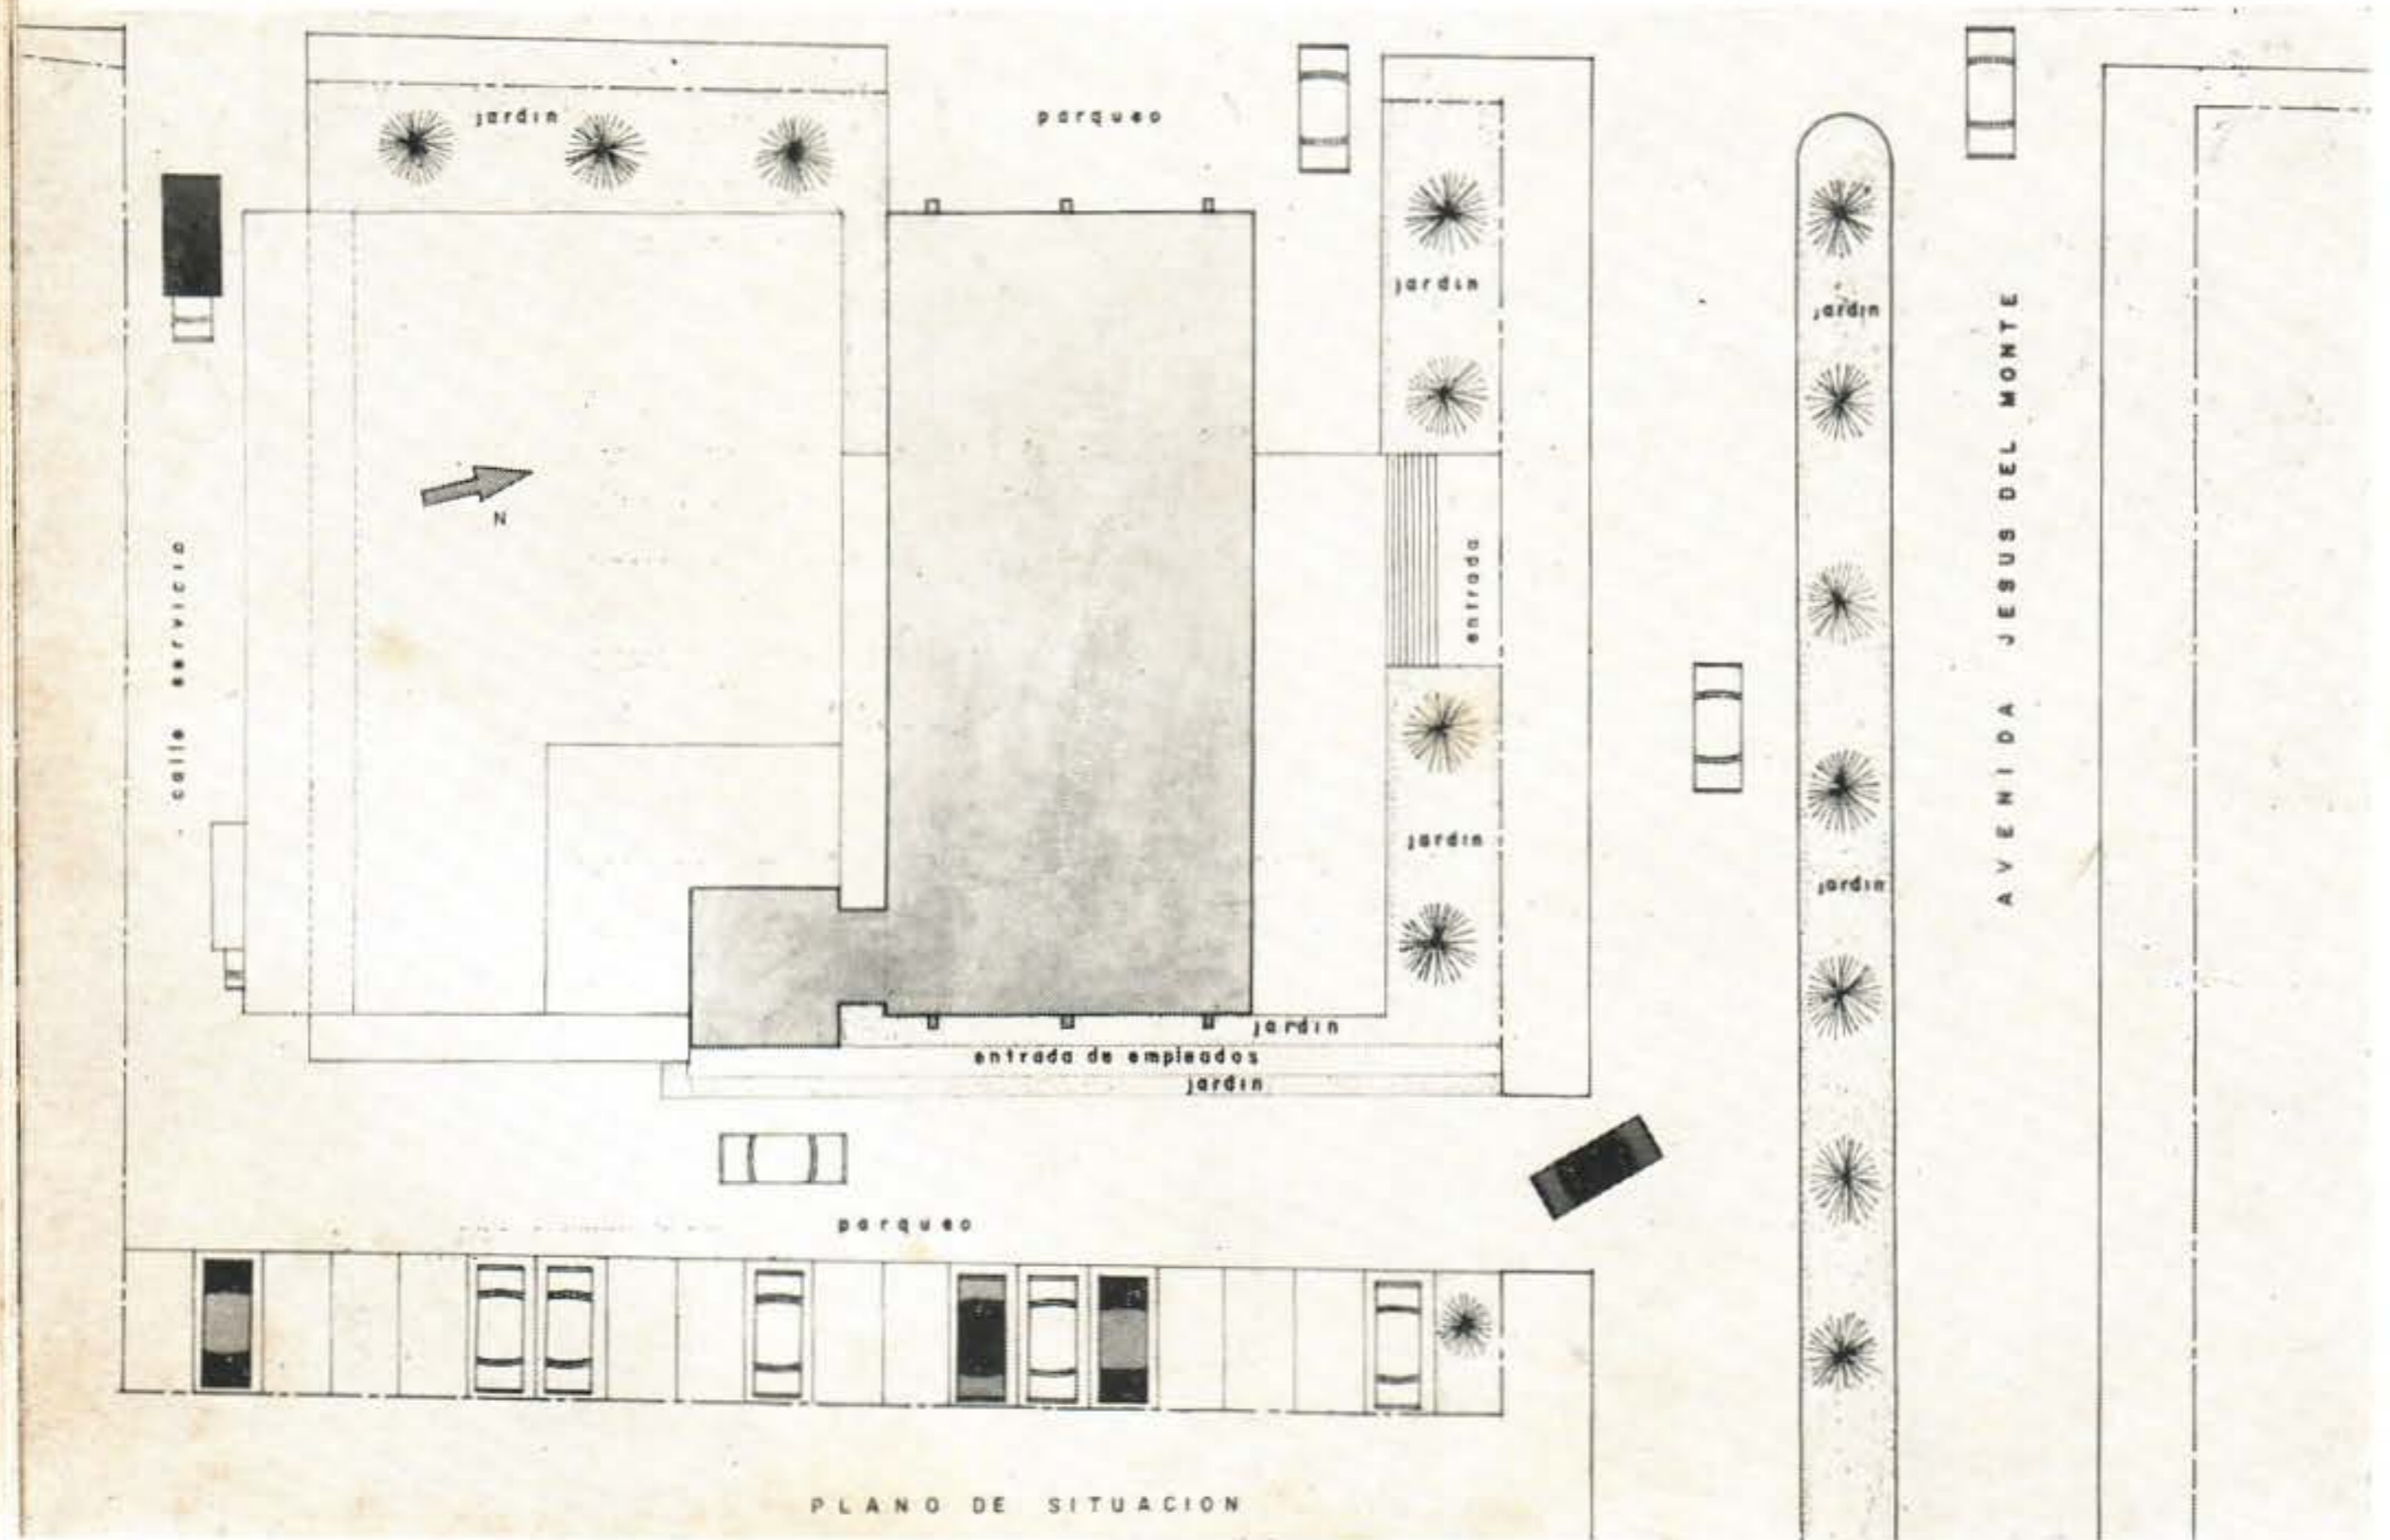 jardin
parqueo
jardin
jardin
AVENIDA JESUS DEL MONTE
N
calle servicio
entrada
jardin
jardin
jardin
entrada de empleados
jardin
parqueo
PLANO DE SITUACION